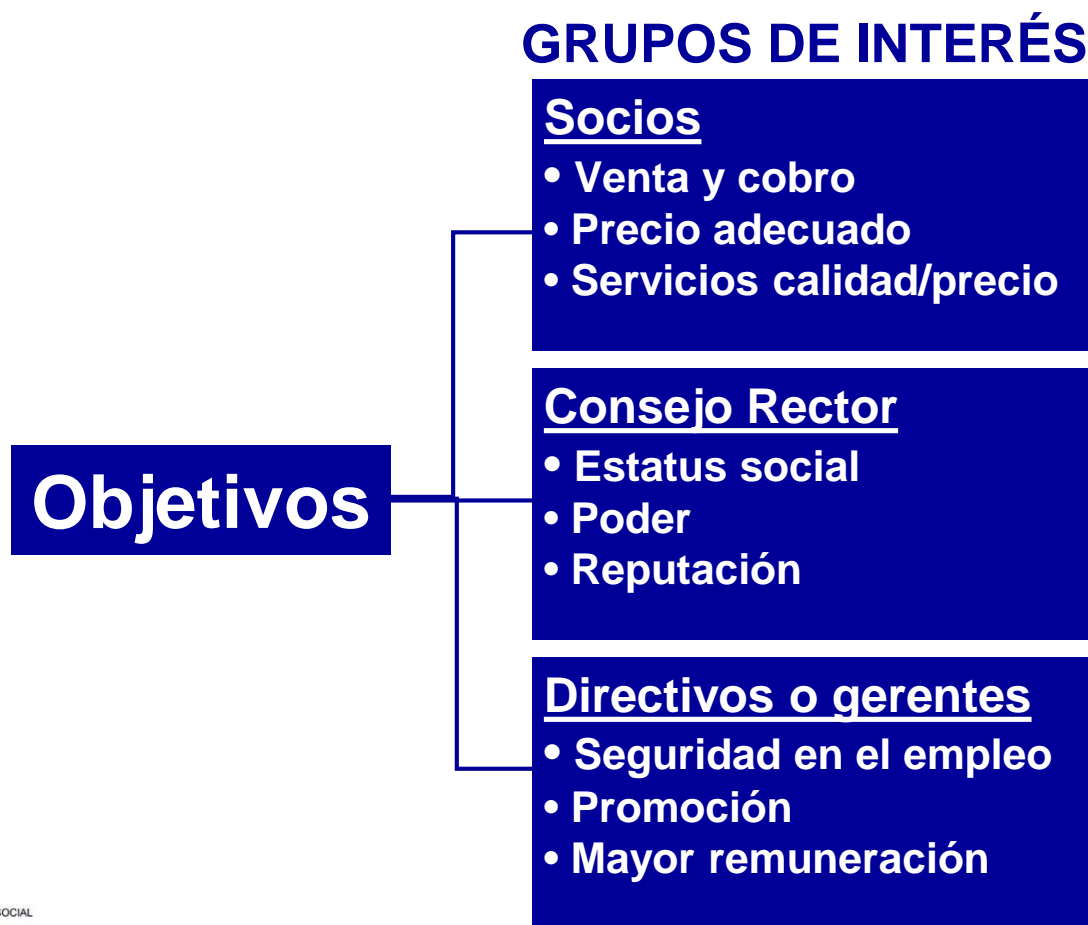 GRUPOS DE INTERÉS
Socios
• Venta y cobro
• Precio adecuado
• Servicios calidad/precio
Objetivos
Consejo Rector
• Estatus social
• Poder
• Reputación
Directivos o gerentes
• Seguridad en el empleo
• Promoción
• Mayor remuneración
SOCIAL